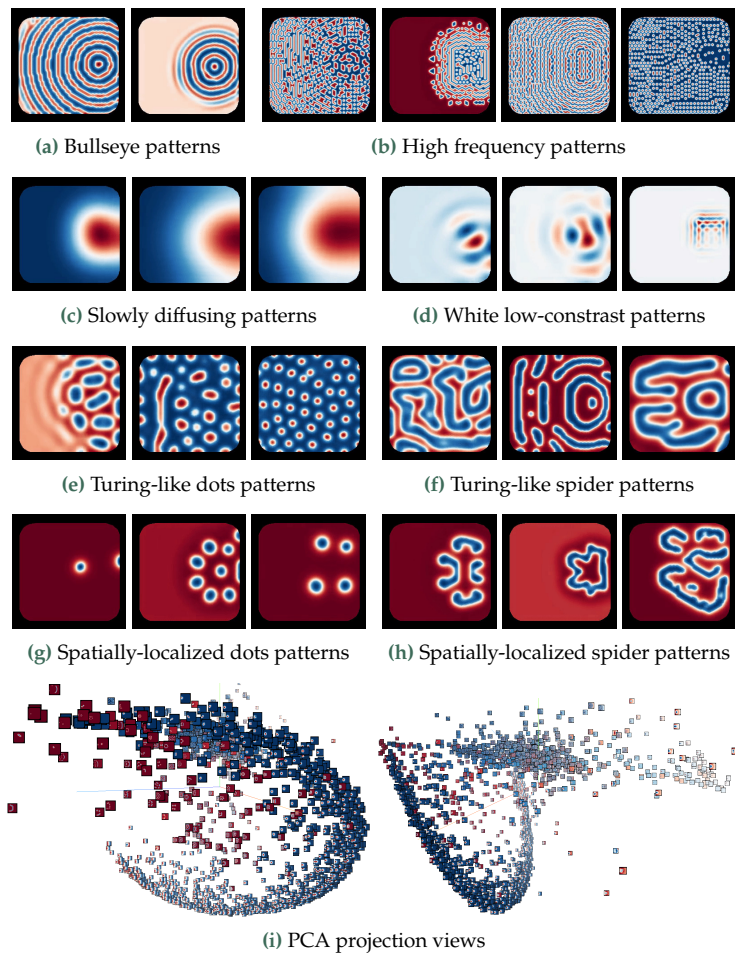 (a) Bullseye patterns
(b) High frequency patterns
(c) Slowly diffusing patterns
(d) White low-constrast patterns
(e) Turing-like dots patterns
(f) Turing-like spider patterns
(g) Spatially-localized dots patterns
(h) Spatially-localized spider patterns
(i) PCA projection views